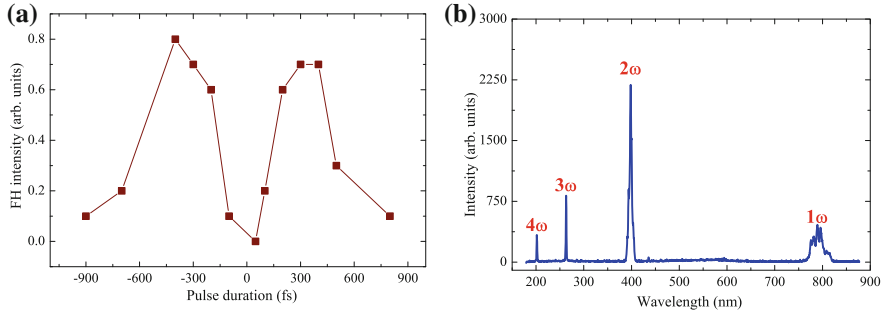 (a)
FH intensity (arb. units)
0.8
0.6
0.4
0.2
0.0
-900 -600 -300 0 300 600 900
Pulse duration (fs)
(b)
Intensity (arb. units)
3000
2250
1500
750
0
4ω
3ω
2ω
1ω
200 300 400 500 600 700 800 900
Wavelength (nm)